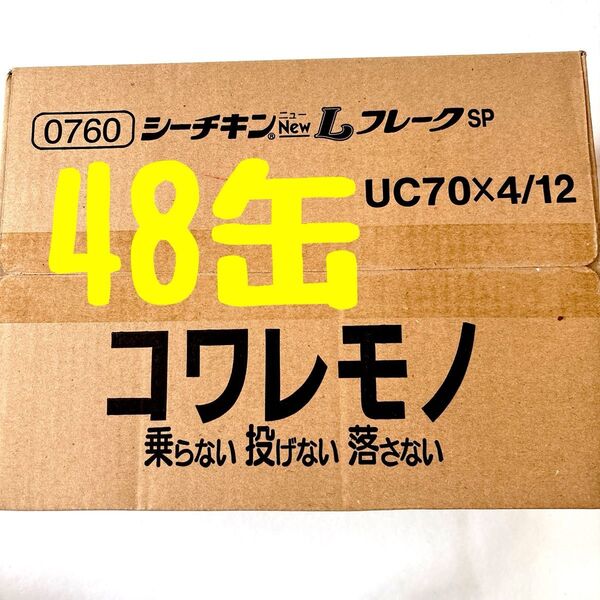 0760 シーチキン® ニュー New L フレーク SP
48缶
UC70×4/12
コワレモノ
乗らない 投げない 落さない